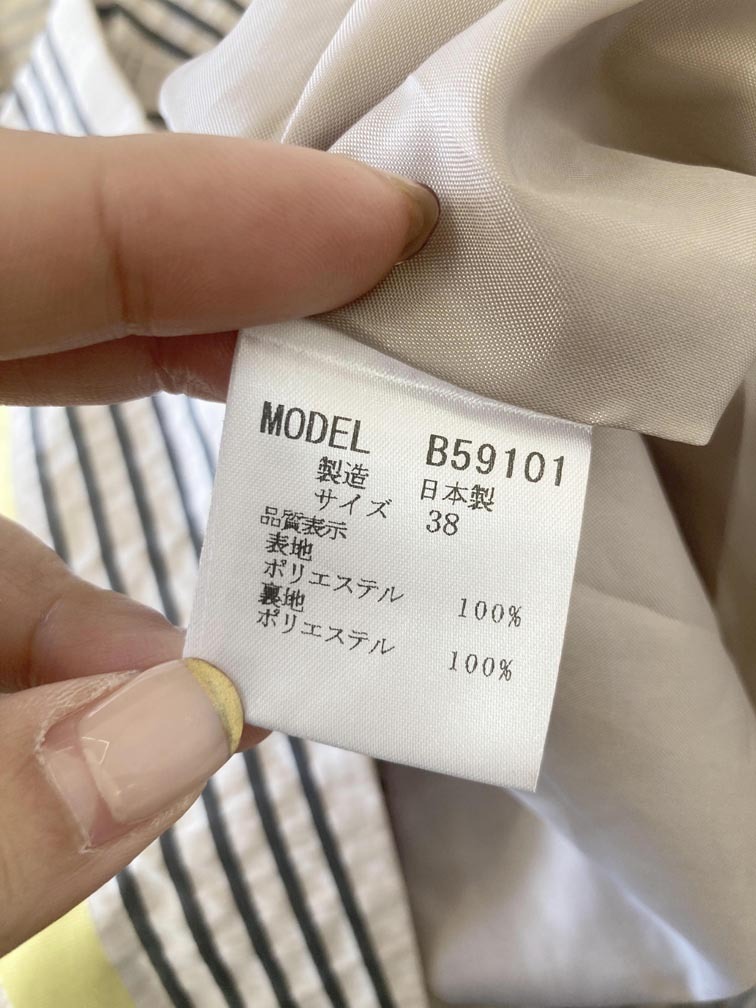 MODEL B59101
製造 日本製
サイズ 38
品質表示
表地
ポリエステル 100%
裏地
ポリエステル 100%